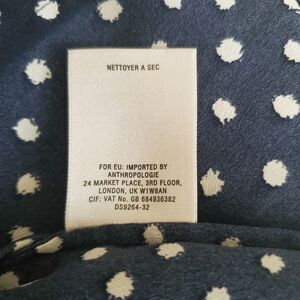 NETTOYER A SEC
FOR EU: IMPORTED BY
ANTHROPOLOGIE
24 MARKET PLACE, 3RD FLOOR,
LONDON, UK W1W6AN
CIF: VAT No. GB 664936382
DS9264-32